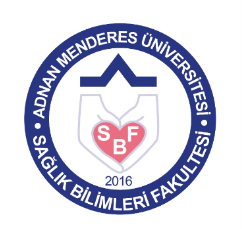 ADNAN MENDERES ÜNİVERSİTESİ
SBF
2016
SAĞLIK BİLİMLERİ FAKÜLTESİ